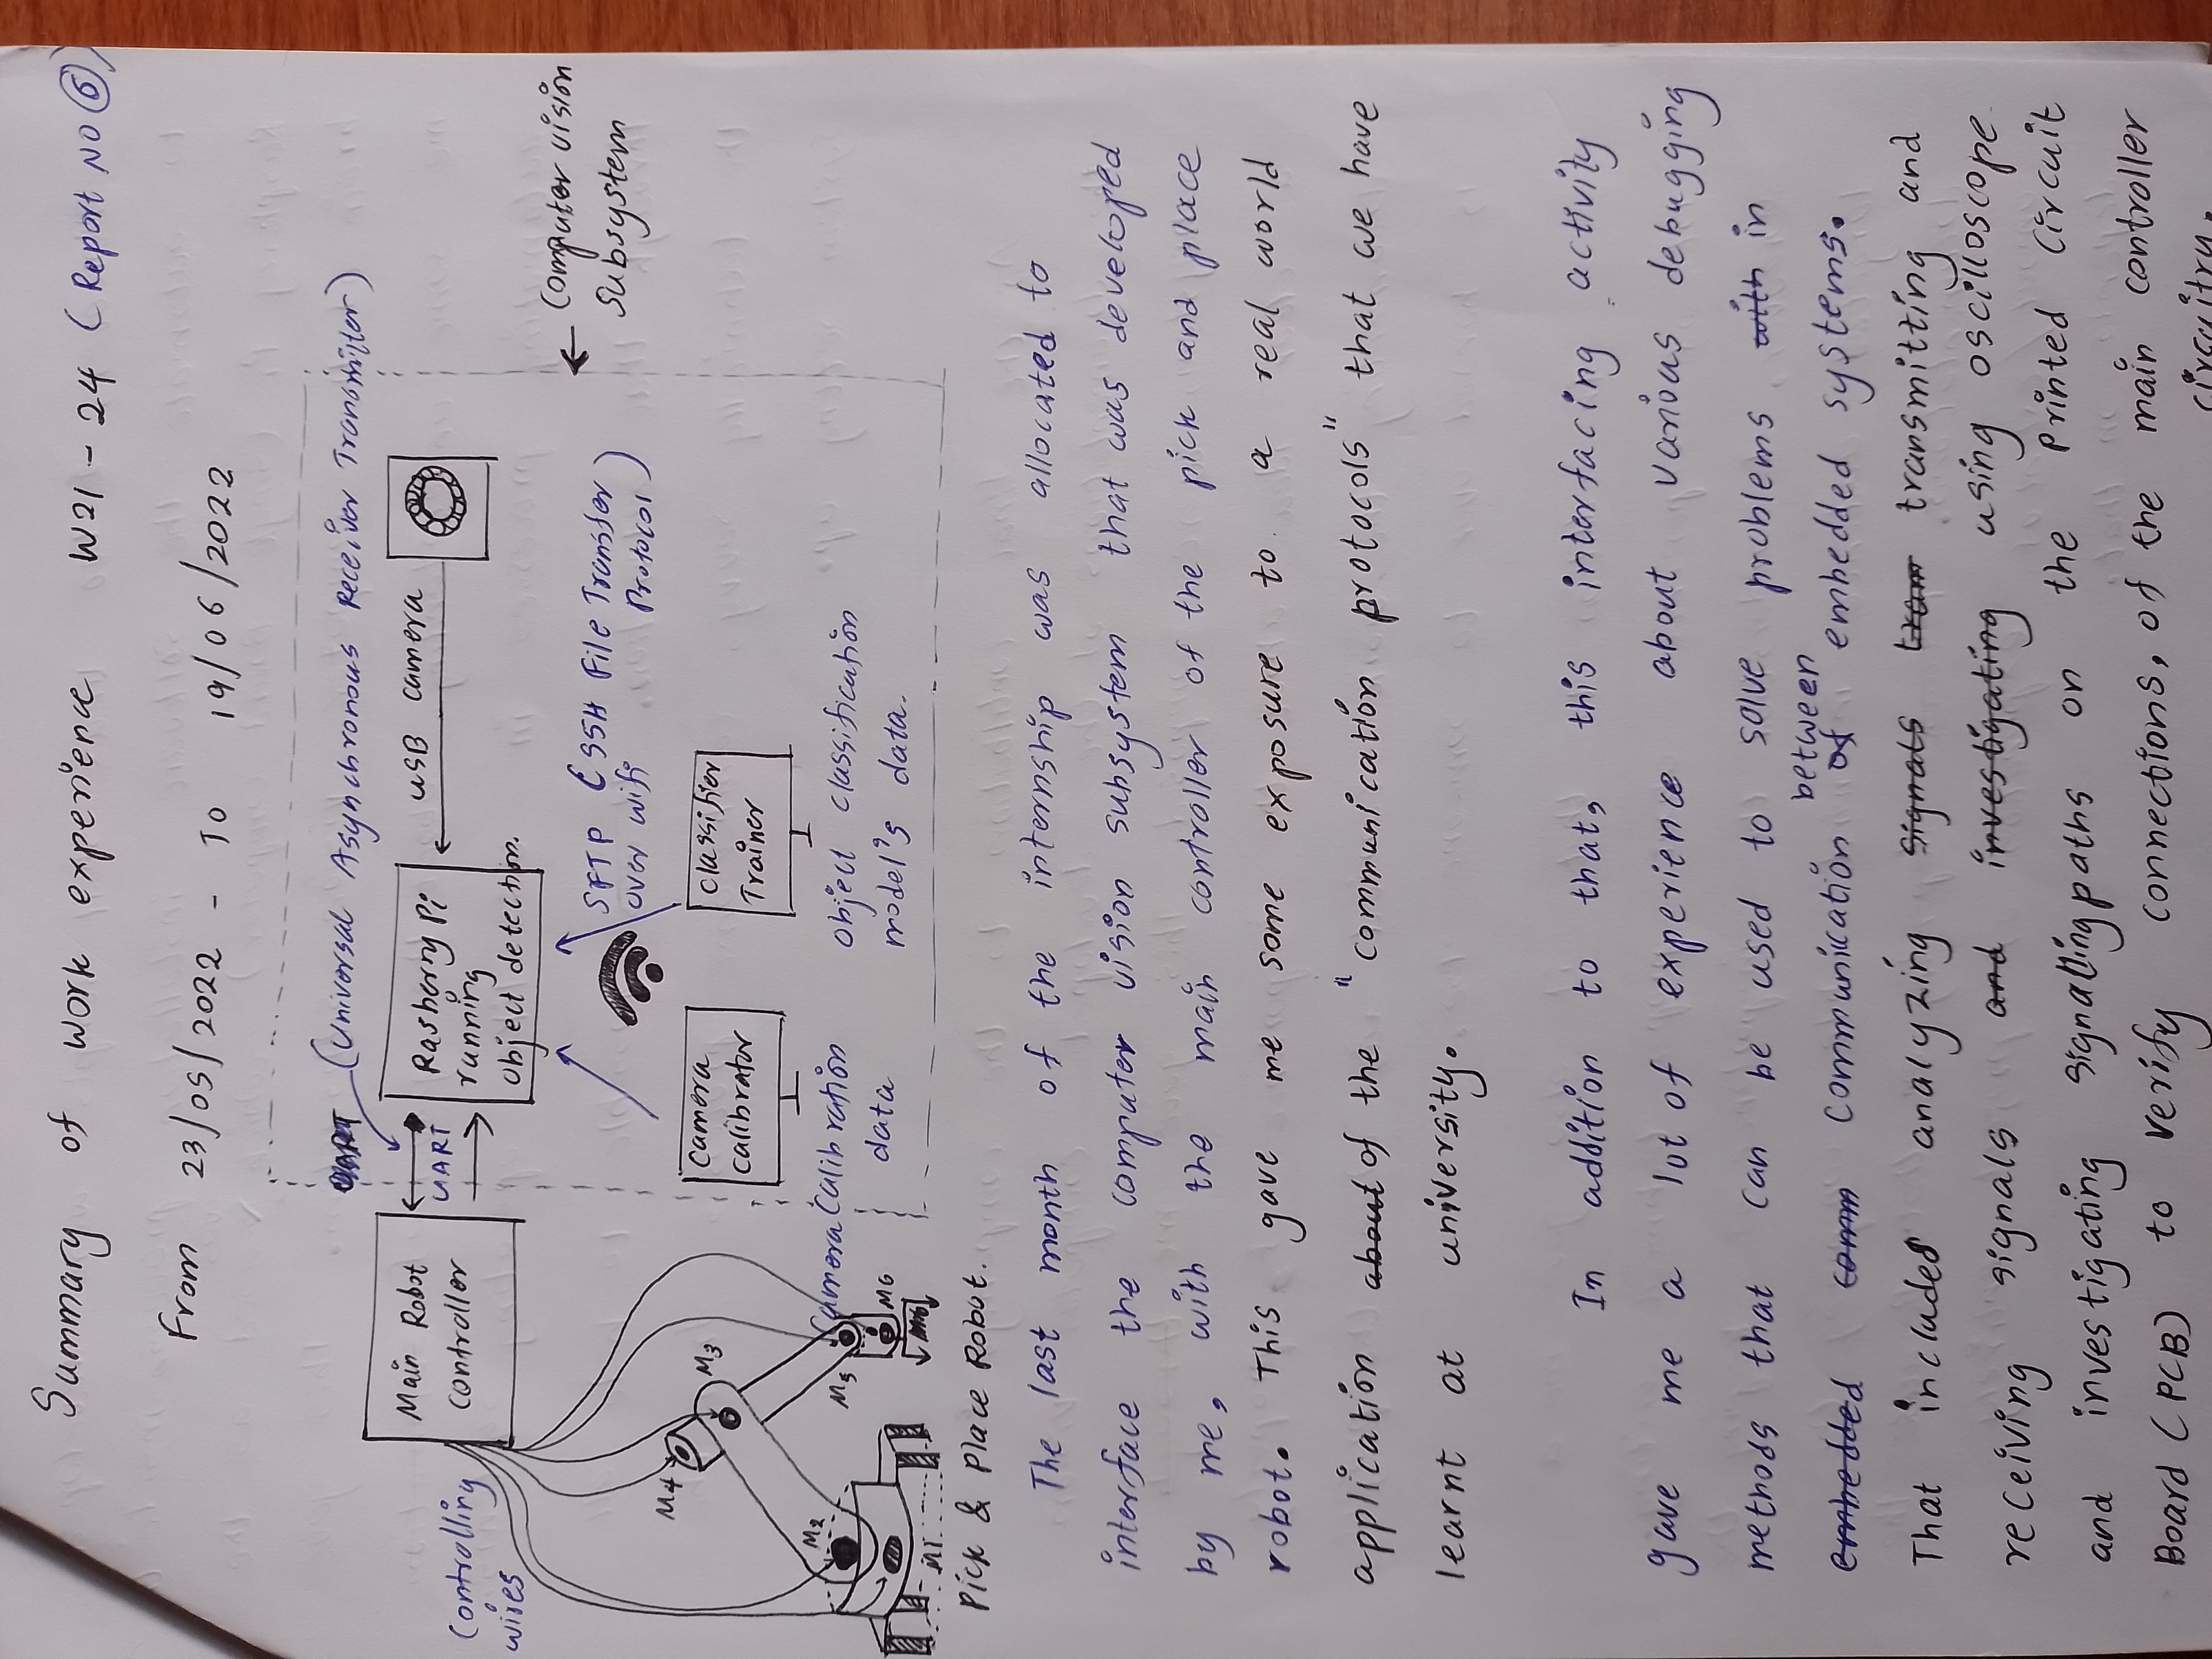 Summary of work experience W21 - 24 (Report NO 6)
From 23/05/2022 - To 19/06/2022
UART (Universal Asynchronous Receiver Transmitter)
Main Robot
controller
UART
Rasberry Pi
running
object detection.
USB camera
Controlling
wires
Computer vision
Subsystem
SFTP (SSH File Transfer
over wifi Protocol)
M4
M3
camera
calibrator
classifier
Trainer
M2
M5
M6
M1
Camera Calibration
data
object classification
model's data.
Pick & Place Robot.
The last month of the internship was allocated to
interface the computer vision subsystem that was developed
by me, with the main controller of the pick and place
robot. This gave me some exposure to a real world
application about of the "communication protocols" that we have
learnt at university.
In addition to that, this interfacing activity
gave me a lot of experience about various debugging
methods that can be used to solve problems with in
between
embedded comm communication of embedded systems.
That included analyzing signals tram transmitting and
receiving signals and investigating using oscilloscope
and investigating signalling paths on the Printed Circuit
Board (PCB) to verify connections, of the main controller
circuitry.